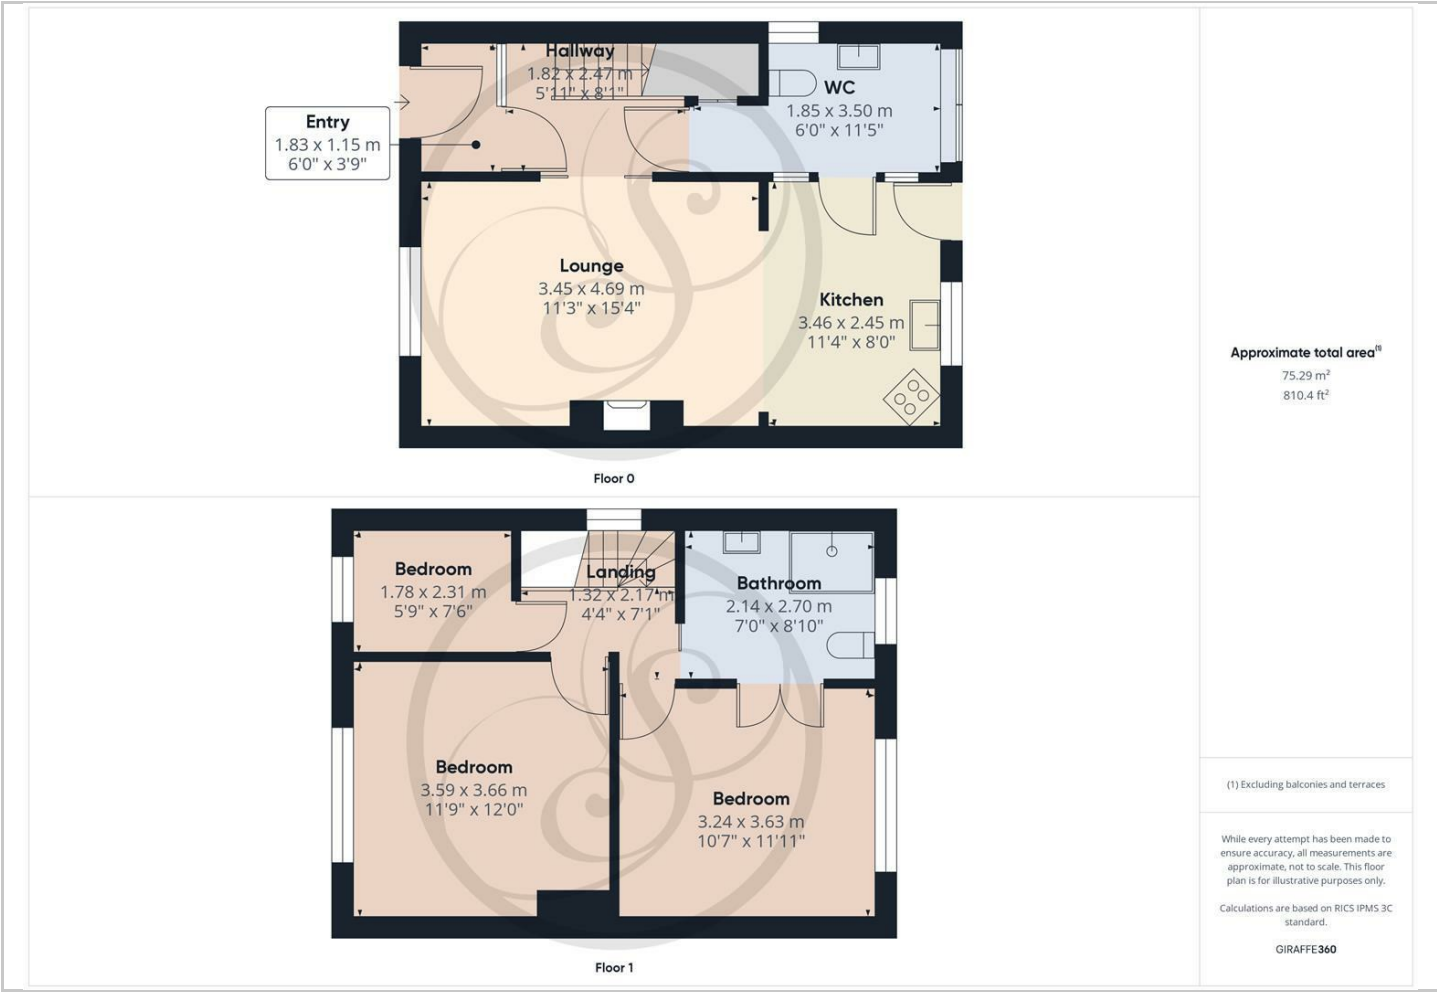 Hallway
1.82 x 2.47 m
5'11" x 8'1"
WC
1.85 x 3.50 m
6'0" x 11'5"
Entry
1.83 x 1.15 m
6'0" x 3'9"
Lounge
3.45 x 4.69 m
11'3" x 15'4"
Kitchen
3.46 x 2.45 m
11'4" x 8'0"
Floor 0
Bedroom
1.78 x 2.31 m
5'9" x 7'6"
Landing
1.32 x 2.17 m
4'4" x 7'1"
Bathroom
2.14 x 2.70 m
7'0" x 8'10"
Bedroom
3.59 x 3.66 m
11'9" x 12'0"
Bedroom
3.24 x 3.63 m
10'7" x 11'11"
Floor 1
Approximate total area(1)
75.29 m²
810.4 ft²
(1) Excluding balconies and terraces
While every attempt has been made to
ensure accuracy, all measurements are
approximate, not to scale. This floor
plan is for illustrative purposes only.
Calculations are based on RICS IPMS 3C
standard.
GIRAFFE360